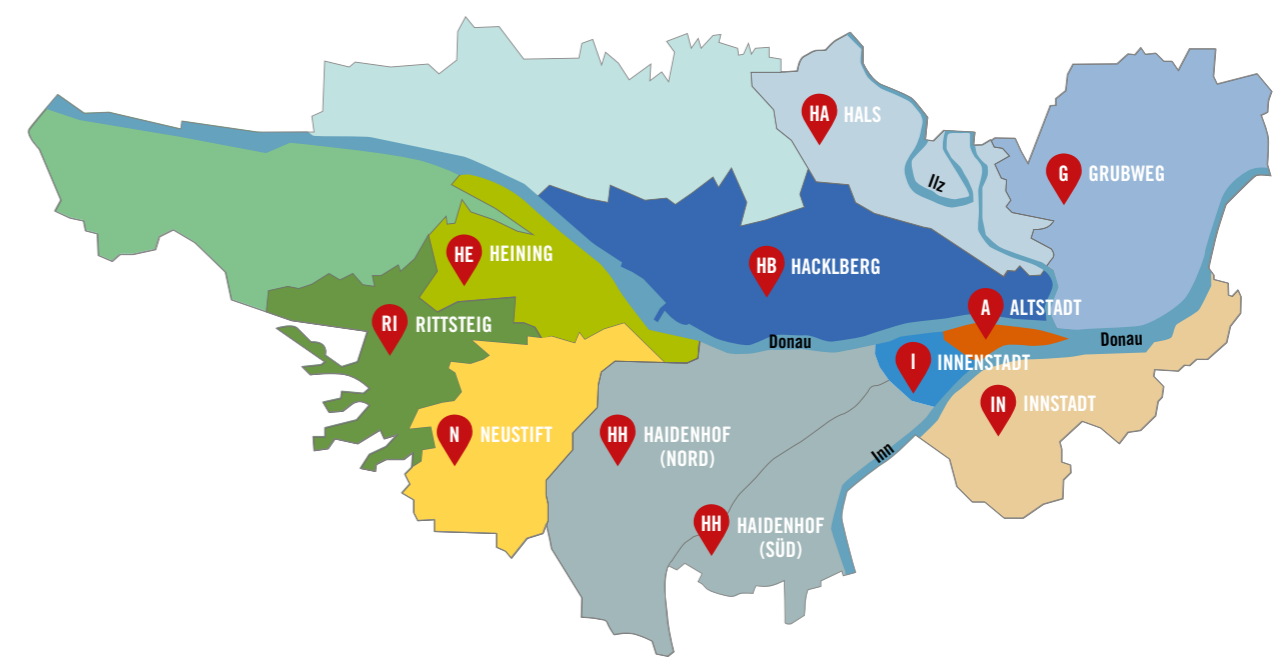 HA HALS
Ilz
G GRUBWEG
HE HEINING
HB HACKLBERG
A ALTSTADT
RI RITTSTEIG
Donau
Donau
I INNENSTADT
IN INNSTADT
N NEUSTIFT
HH HAIDENHOF
(NORD)
Inn
HH HAIDENHOF
(SÜD)